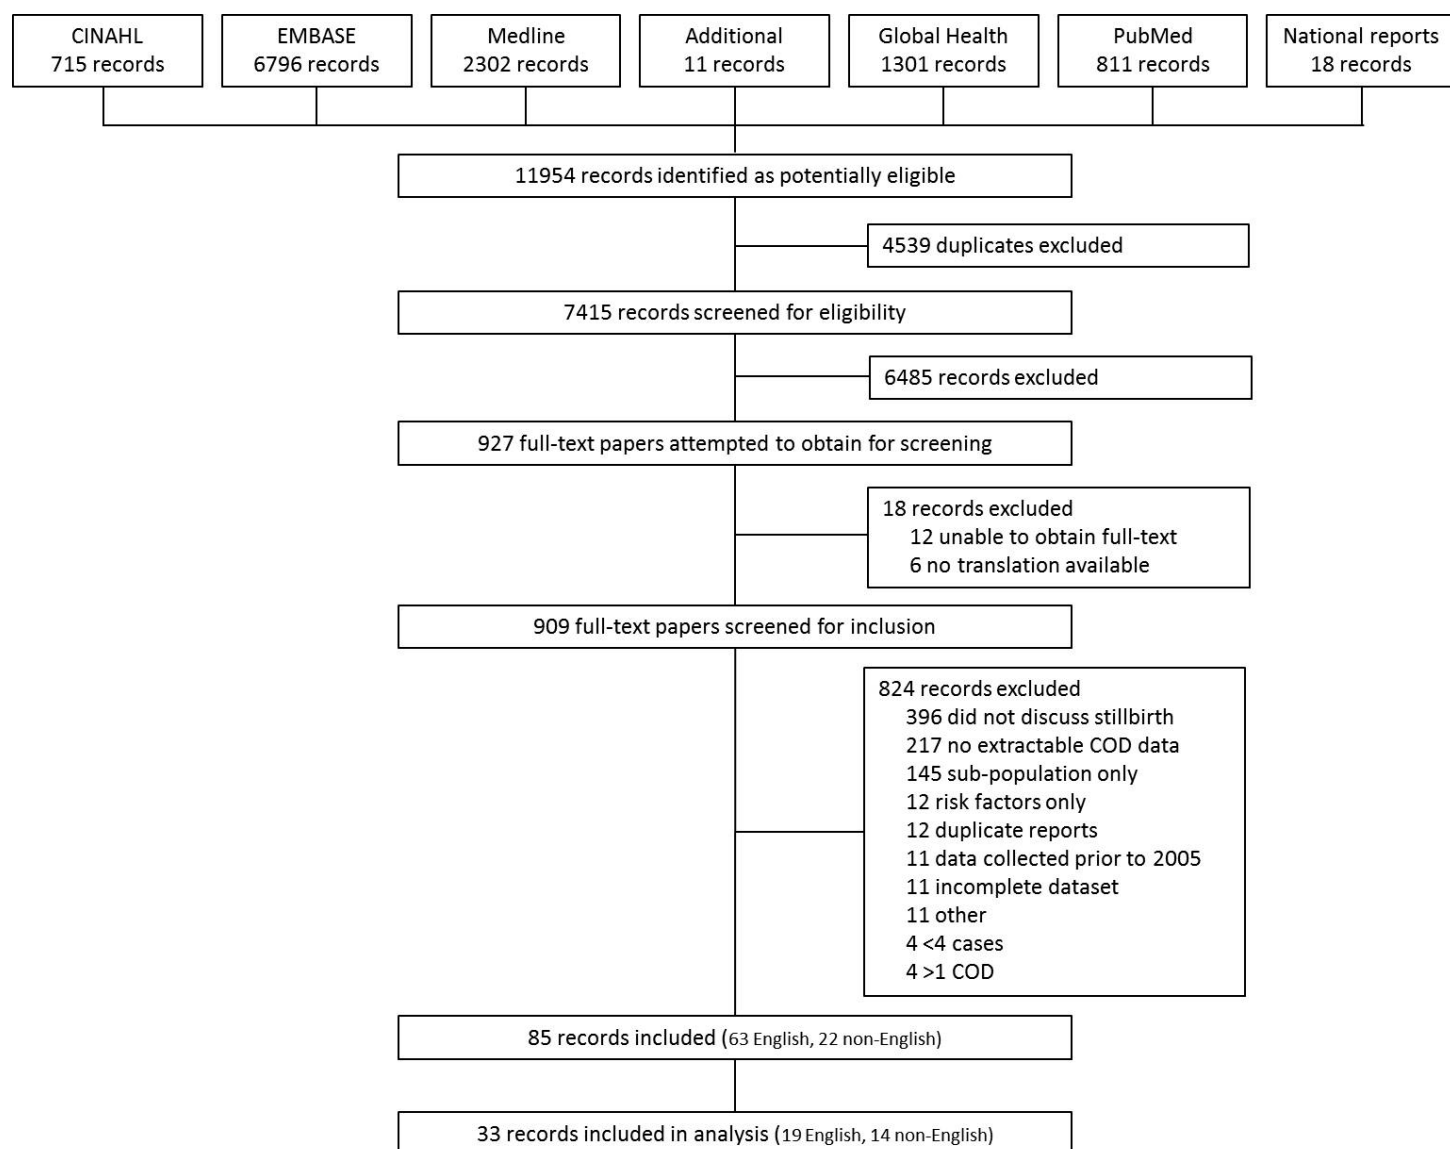 CINAHL
715 records
EMBASE
6796 records
Medline
2302 records
Additional
11 records
Global Health
1301 records
PubMed
811 records
National reports
18 records
11954 records identified as potentially eligible
4539 duplicates excluded
7415 records screened for eligibility
6485 records excluded
927 full-text papers attempted to obtain for screening
18 records excluded
12 unable to obtain full-text
6 no translation available
909 full-text papers screened for inclusion
824 records excluded
396 did not discuss stillbirth
217 no extractable COD data
145 sub-population only
12 risk factors only
12 duplicate reports
11 data collected prior to 2005
11 incomplete dataset
11 other
4 <4 cases
4 >1 COD
85 records included (63 English, 22 non-English)
33 records included in analysis (19 English, 14 non-English)